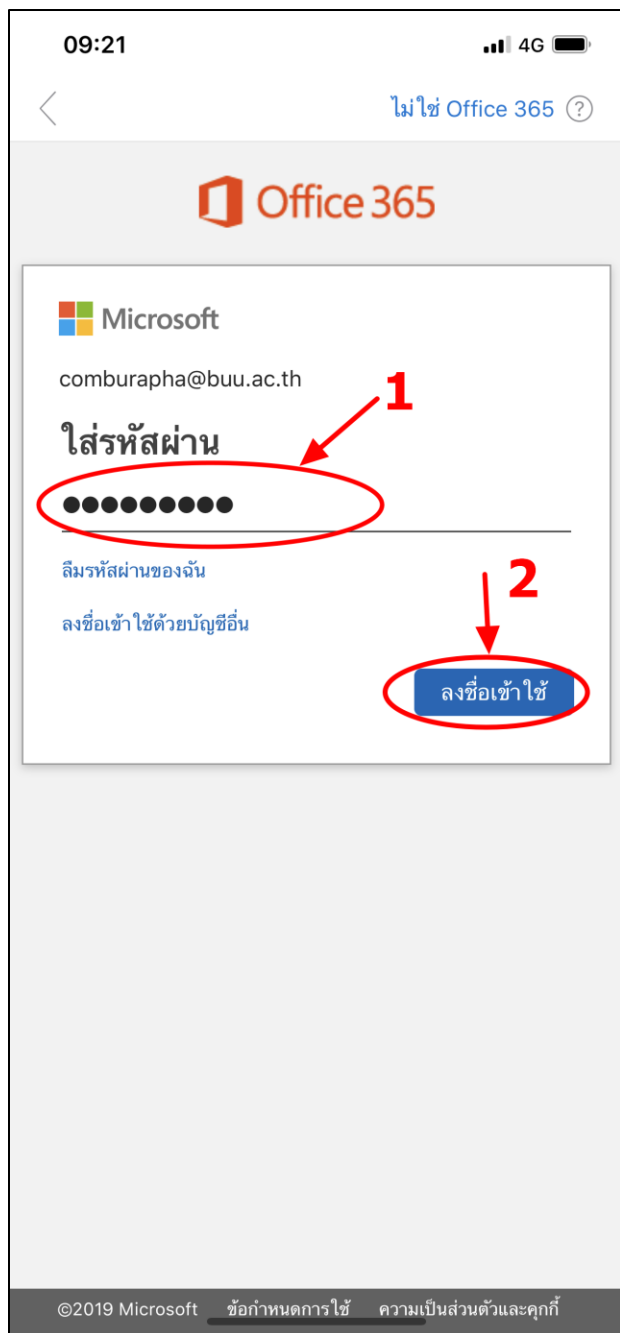 09:21 4G
ไม่ใช่ Office 365 ?
Office 365
Microsoft
comburapha@buu.ac.th
1
ใส่รหัสผ่าน
●●●●●●●●●
ลืมรหัสผ่านของฉัน
2
ลงชื่อเข้าใช้ด้วยบัญชีอื่น
ลงชื่อเข้าใช้
©2019 Microsoft ข้อกำหนดการใช้ ความเป็นส่วนตัวและคุกกี้